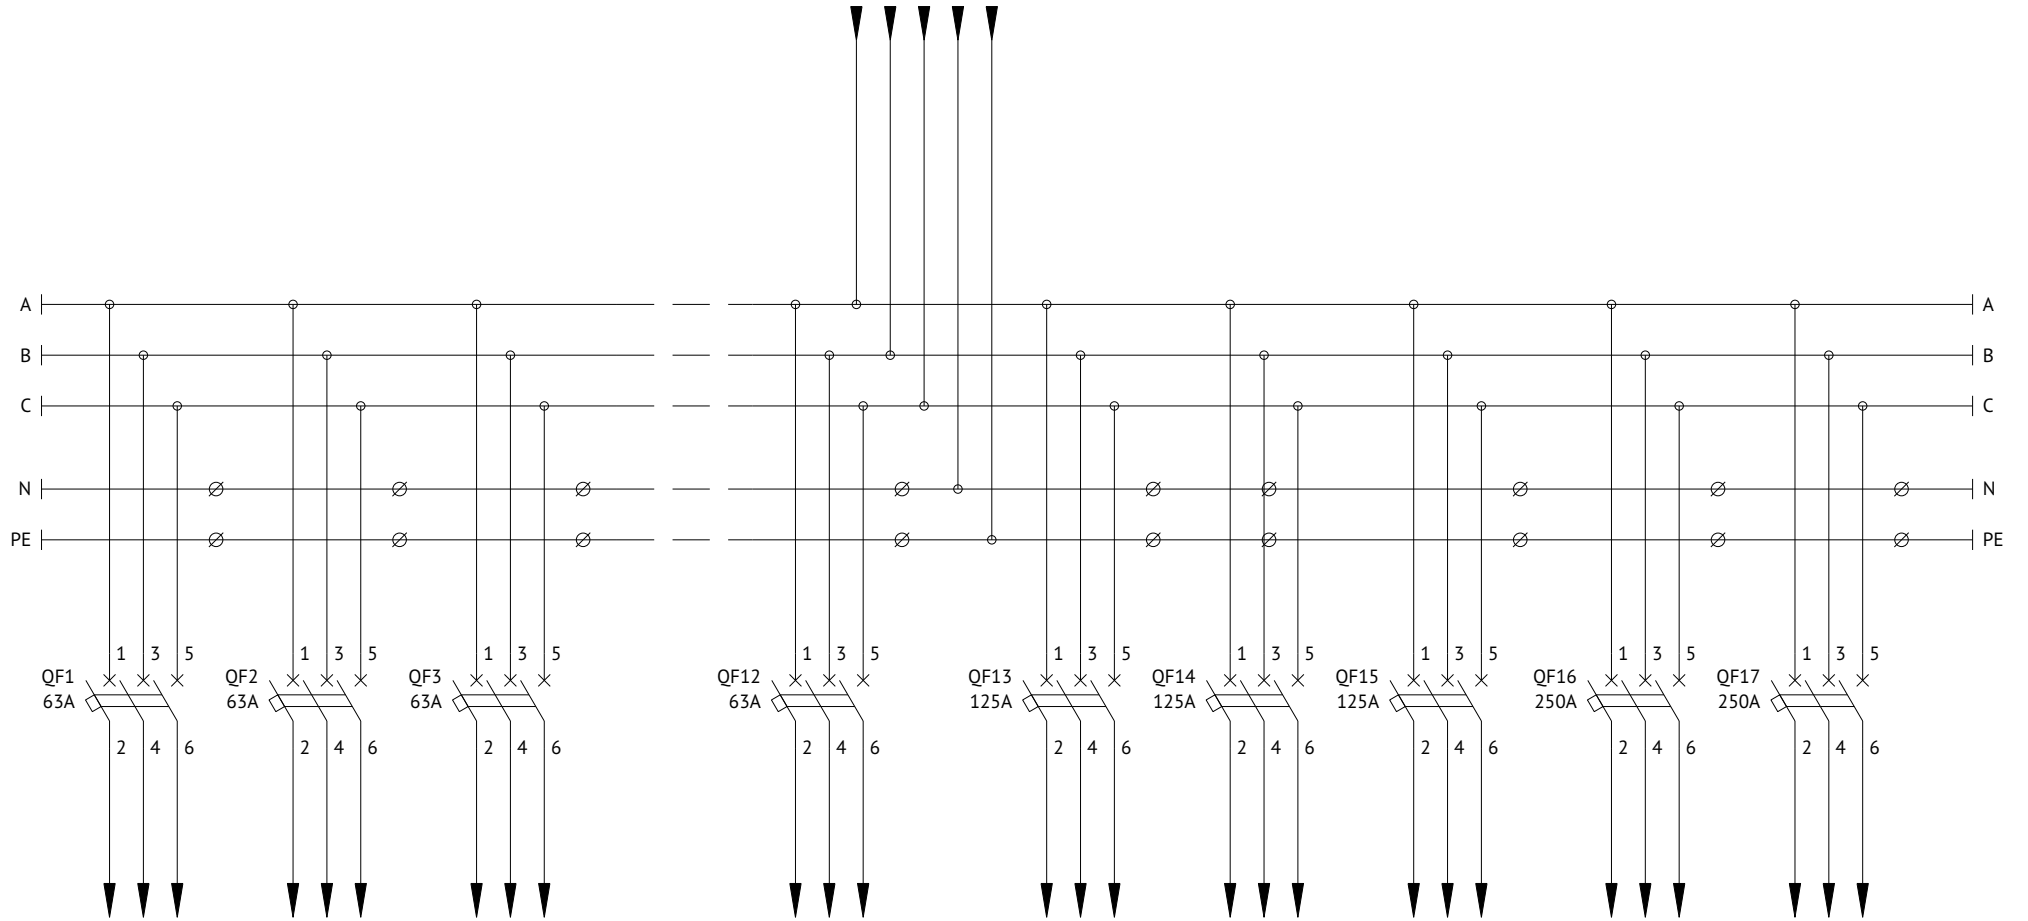 A A
B B
C C
N N
PE PE
1 3 5 1 3 5 1 3 5 1 3 5 1 3 5 1 3 5 1 3 5 1 3 5 1 3 5
QF1 QF2 QF3 QF12 QF13 QF14 QF15 QF16 QF17
63A 63A 63A 63A 125A 125A 125A 250A 250A
2 4 6 2 4 6 2 4 6 2 4 6 2 4 6 2 4 6 2 4 6 2 4 6 2 4 6